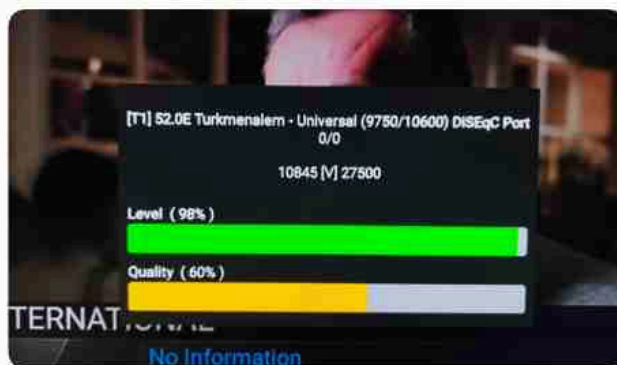 [T1] 52.0E Turkmenalem - Universal (9750/10600) DISEqC Port
0/0
10845 [V] 27500
Level ( 98% )
Quality ( 60% )
TERNAT
No Information